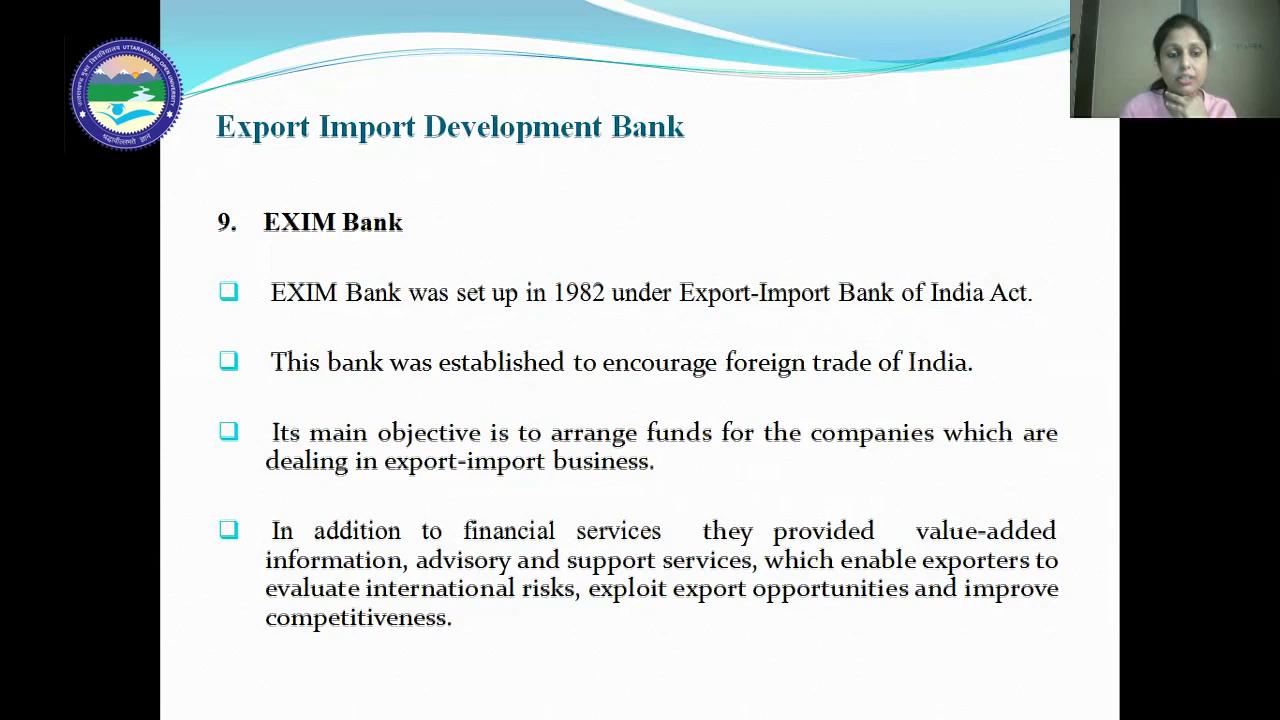 UTTARAKHAND OPEN UNIVERSITY
Export Import Development Bank
9. EXIM Bank
EXIM Bank was set up in 1982 under Export-Import Bank of India Act.
This bank was established to encourage foreign trade of India.
Its main objective is to arrange funds for the companies which are
dealing in export-import business.
In addition to financial services they provided value-added
information, advisory and support services, which enable exporters to
evaluate international risks, exploit export opportunities and improve
competitiveness.